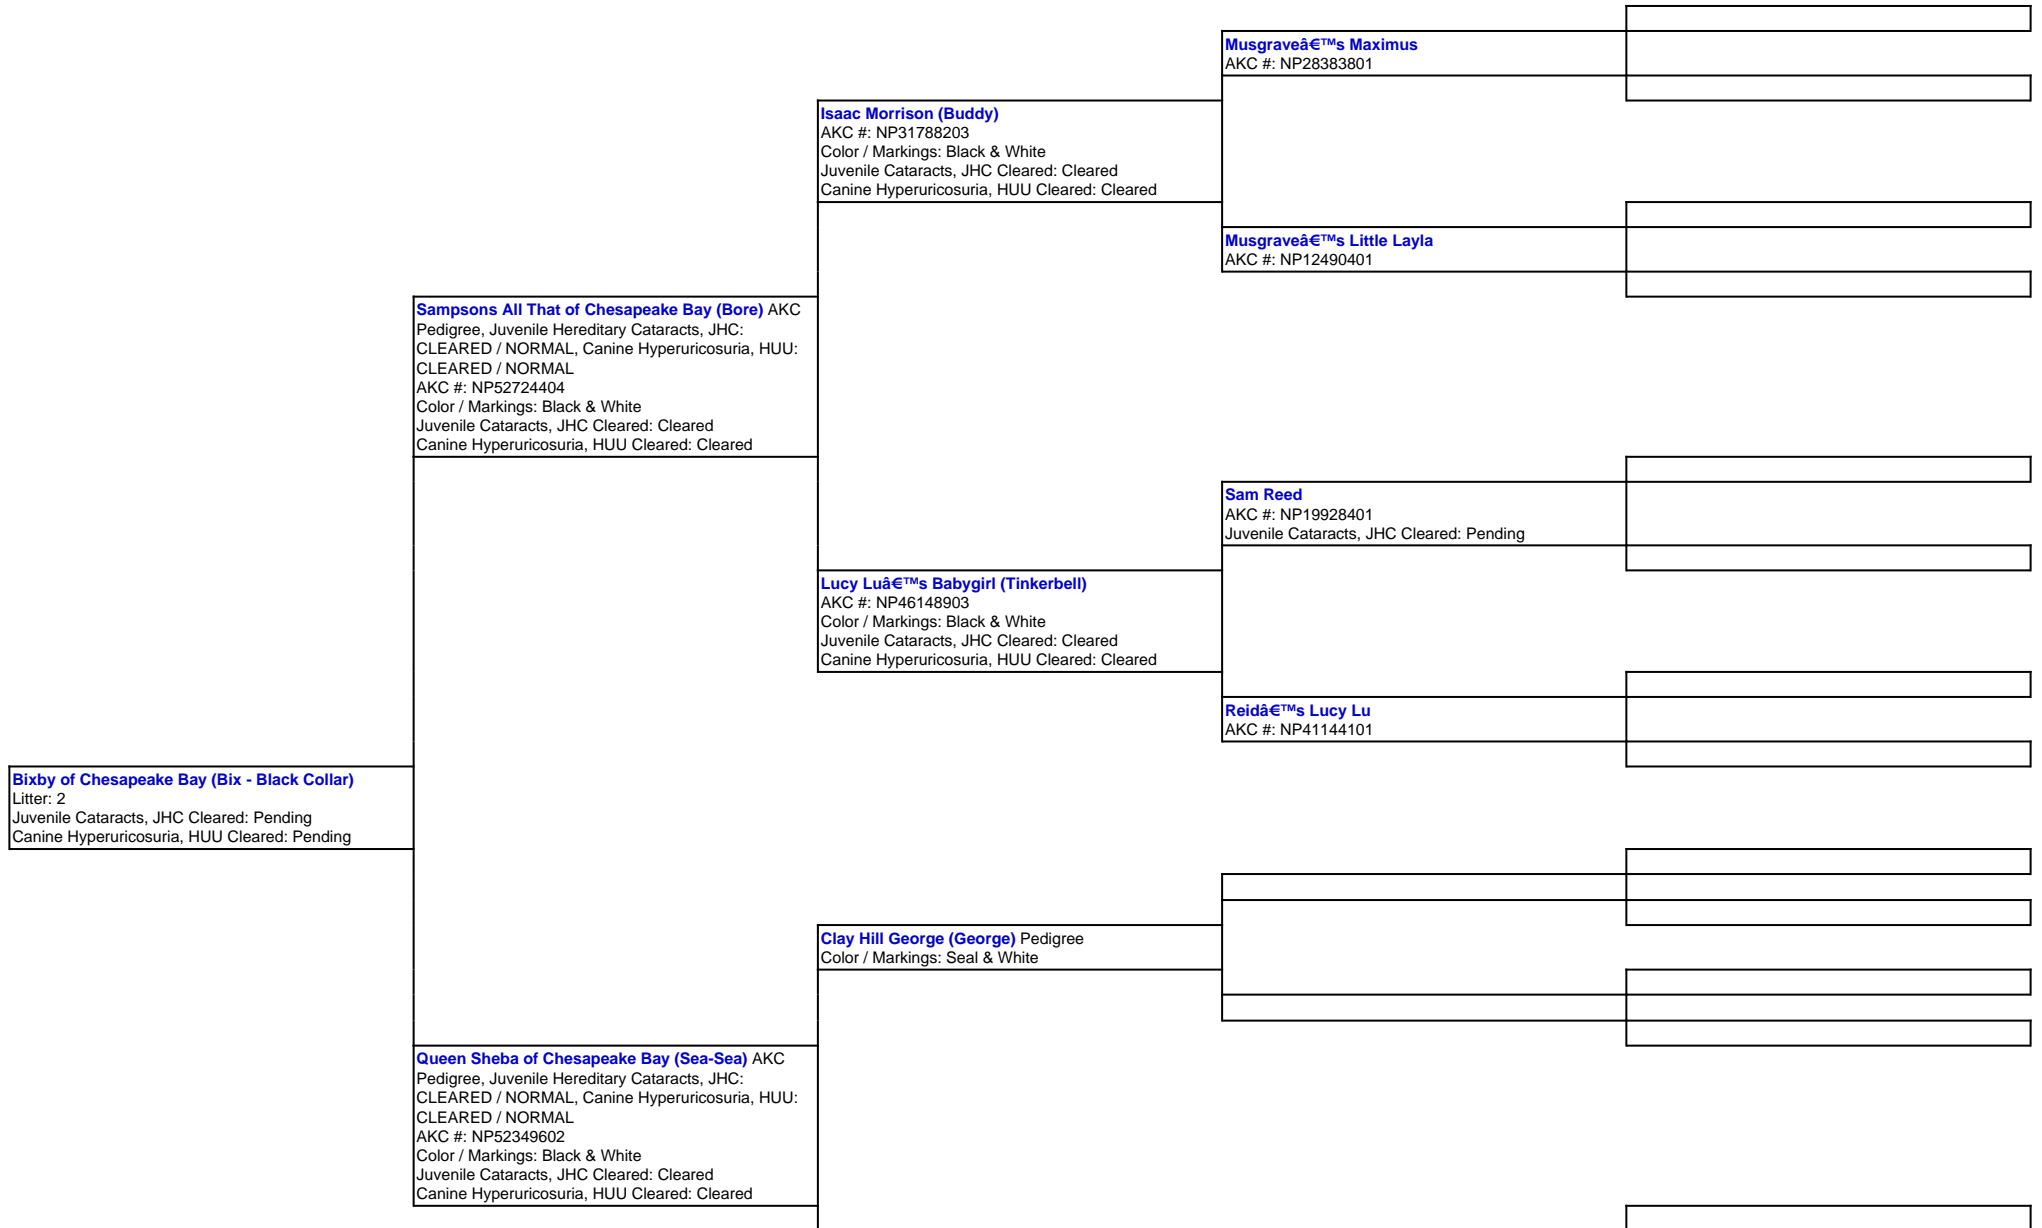 Musgraveâ€™s Maximus
AKC #: NP28383801
Isaac Morrison (Buddy)
AKC #: NP31788203
Color / Markings: Black & White
Juvenile Cataracts, JHC Cleared: Cleared
Canine Hyperuricosuria, HUU Cleared: Cleared
Musgraveâ€™s Little Layla
AKC #: NP12490401
Sampsons All That of Chesapeake Bay (Bore) AKC
Pedigree, Juvenile Hereditary Cataracts, JHC:
CLEARED / NORMAL, Canine Hyperuricosuria, HUU:
CLEARED / NORMAL
AKC #: NP52724404
Color / Markings: Black & White
Juvenile Cataracts, JHC Cleared: Cleared
Canine Hyperuricosuria, HUU Cleared: Cleared
Sam Reed
AKC #: NP19928401
Juvenile Cataracts, JHC Cleared: Pending
Lucy Luâ€™s Babygirl (Tinkerbell)
AKC #: NP46148903
Color / Markings: Black & White
Juvenile Cataracts, JHC Cleared: Cleared
Canine Hyperuricosuria, HUU Cleared: Cleared
Reidâ€™s Lucy Lu
AKC #: NP41144101
Bixby of Chesapeake Bay (Bix - Black Collar)
Litter: 2
Juvenile Cataracts, JHC Cleared: Pending
Canine Hyperuricosuria, HUU Cleared: Pending
Clay Hill George (George) Pedigree
Color / Markings: Seal & White
Queen Sheba of Chesapeake Bay (Sea-Sea) AKC
Pedigree, Juvenile Hereditary Cataracts, JHC:
CLEARED / NORMAL, Canine Hyperuricosuria, HUU:
CLEARED / NORMAL
AKC #: NP52349602
Color / Markings: Black & White
Juvenile Cataracts, JHC Cleared: Cleared
Canine Hyperuricosuria, HUU Cleared: Cleared